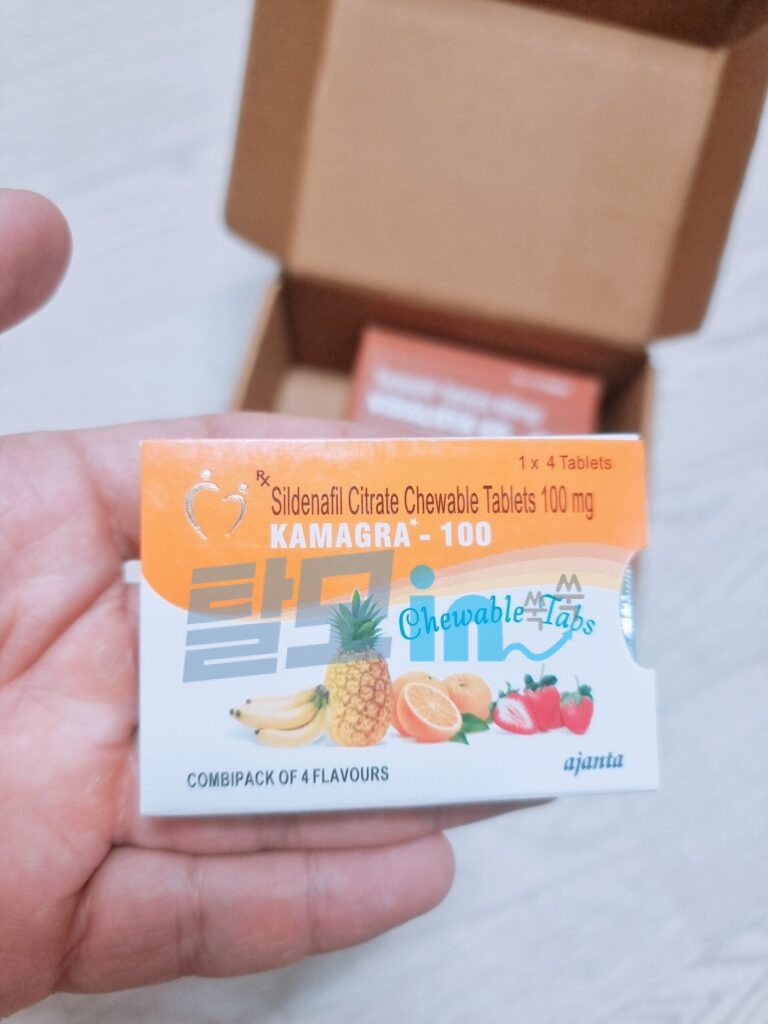 1 x 4 Tablets
Rx Sildenafil Citrate Chewable Tablets 100 mg
KAMAGRA* - 100
탈모in
쑥쑥
Chewable Tabs
COMBIPACK OF 4 FLAVOURS
ajanta